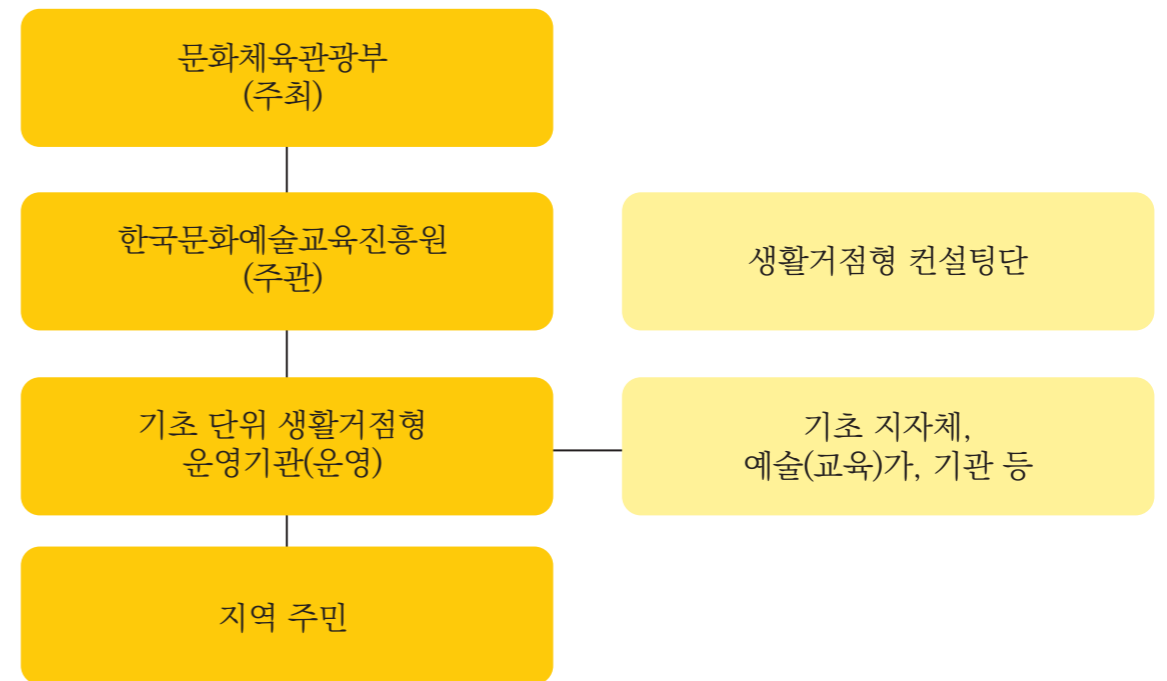 문화체육관광부
(주최)
한국문화예술교육진흥원
(주관)
생활거점형 컨설팅단
기초 단위 생활거점형
운영기관(운영)
기초 지자체,
예술(교육)가, 기관 등
지역 주민